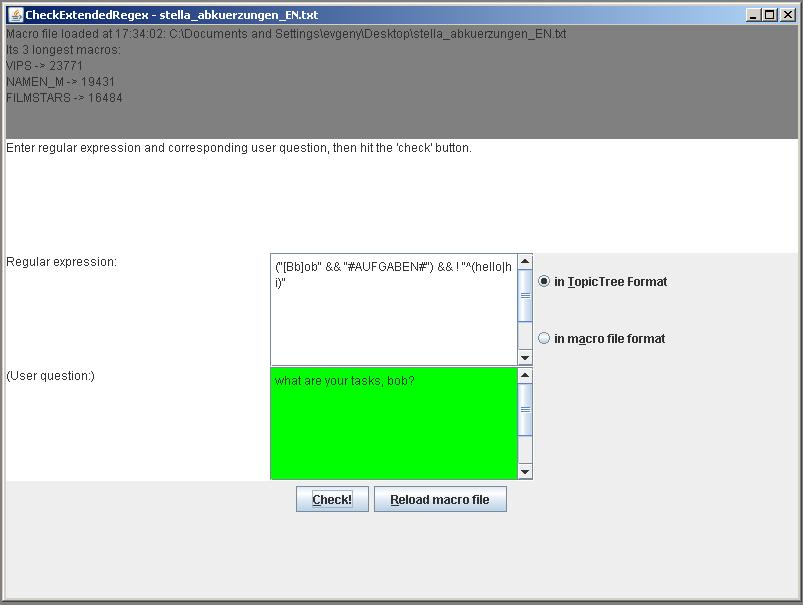 CheckExtendedRegex - stella_abkuerzungen_EN.txt
Macro file loaded at 17:34:02: C:\Documents and Settings\evgeny\Desktop\stella_abkuerzungen_EN.txt
Its 3 longest macros:
VIPS -> 23771
NAMEN_M -> 19431
FILMSTARS -> 16484
Enter regular expression and corresponding user question, then hit the 'check' button.
Regular expression:
("[Bb]ob" && "#AUFGABEN#") && ! "^(hello|h
i)"
in TopicTree Format
in macro file format
(User question:)
what are your tasks, bob?
Check!
Reload macro file